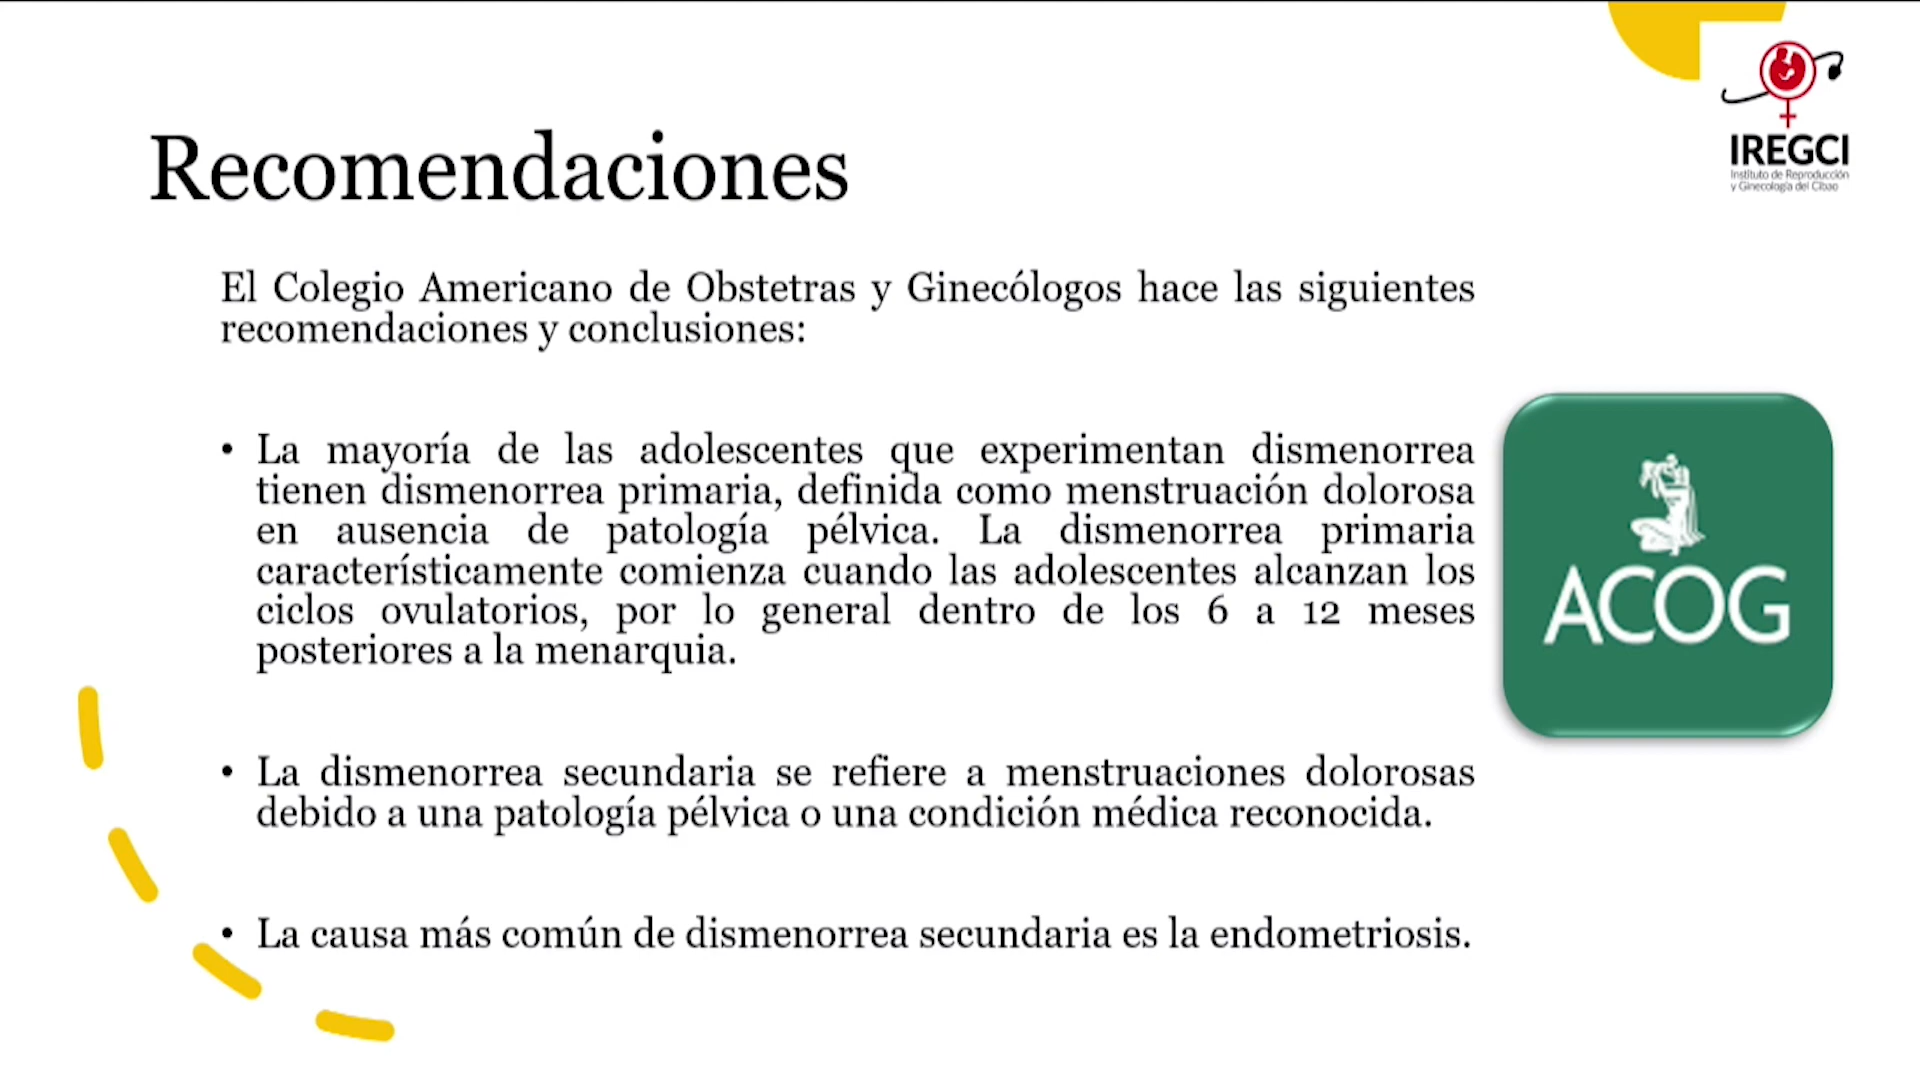 IREGCI
Instituto de Reproducción
y Ginecología del Cibao
Recomendaciones
El Colegio Americano de Obstetras y Ginecólogos hace las siguientes
recomendaciones y conclusiones:
• La mayoría de las adolescentes que experimentan dismenorrea
tienen dismenorrea primaria, definida como menstruación dolorosa
en ausencia de patología pélvica. La dismenorrea primaria
característicamente comienza cuando las adolescentes alcanzan los
ciclos ovulatorios, por lo general dentro de los 6 a 12 meses
posteriores a la menarquia.
ACOG
• La dismenorrea secundaria se refiere a menstruaciones dolorosas
debido a una patología pélvica o una condición médica reconocida.
• La causa más común de dismenorrea secundaria es la endometriosis.